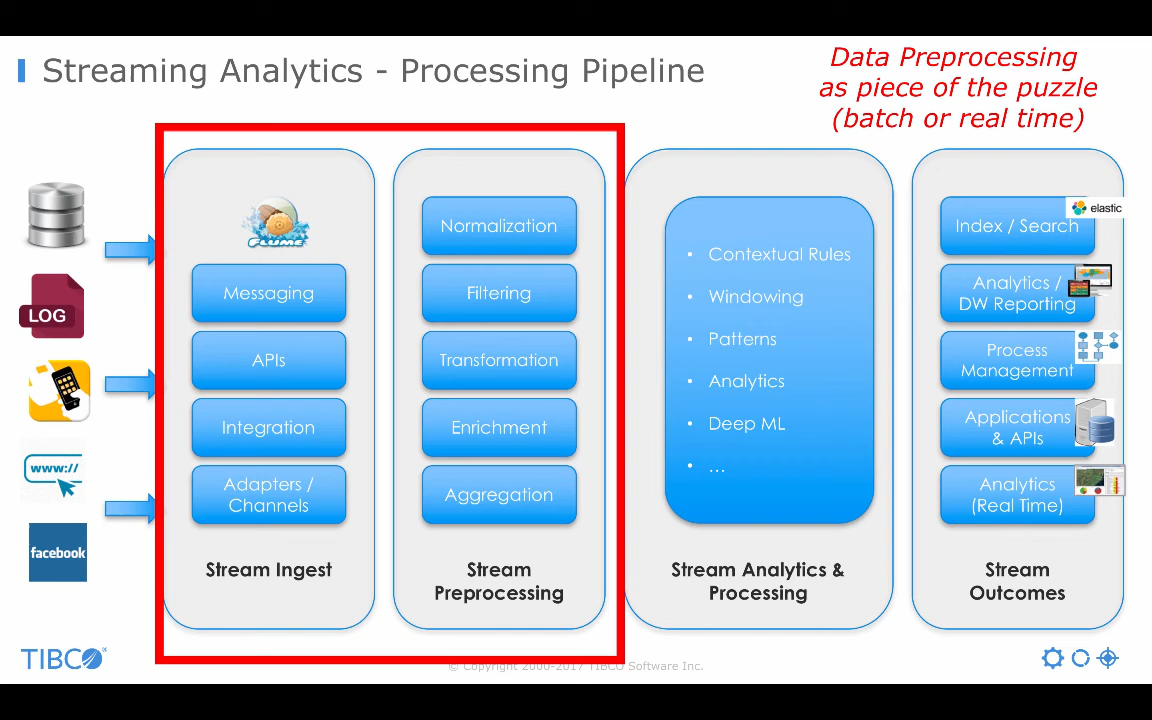 Streaming Analytics - Processing Pipeline
Data Preprocessing
as piece of the puzzle
(batch or real time)
LOG
www://
facebook
FLUME
Messaging
APIs
Integration
Adapters /
Channels
Stream Ingest
Normalization
Filtering
Transformation
Enrichment
Aggregation
Stream
Preprocessing
• Contextual Rules
• Windowing
• Patterns
• Analytics
• Deep ML
• ...
Stream Analytics &
Processing
elastic
Index / Search
Analytics /
DW Reporting
Process
Management
Applications
& APIs
Analytics
(Real Time)
Stream
Outcomes
TIBCO®
© Copyright 2000-2017 TIBCO Software Inc.